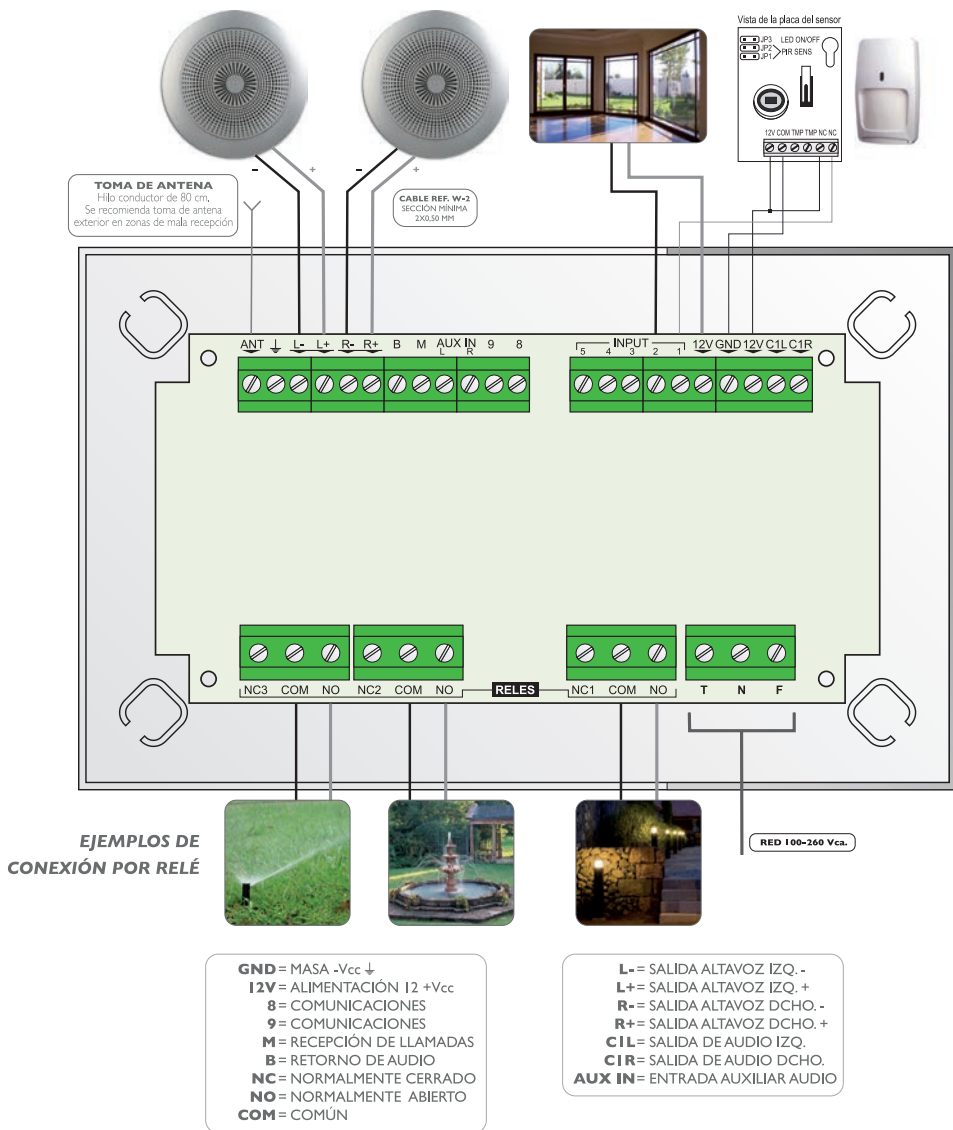 Vista de la placa del sensor
JP3 LED ON/OFF
JP2 PIR SENS
JP1
12V COM TMP TMP NC NC
- + - +
TOMA DE ANTENA
Hilo conductor de 80 cm.
Se recomienda toma de antena
exterior en zonas de mala recepción
CABLE REF. W-2
SECCIÓN MÍNIMA
2X0,50 MM
ANT L- L+ R- R+ B M AUX IN 9 8 INPUT 12V GND 12V C1L C1R
L R 5 4 3 2 1
NC3 COM NO NC2 COM NO RELES NC1 COM NO T N F
EJEMPLOS DE
CONEXIÓN POR RELÉ
RED 100-260 Vca.
GND = MASA -Vcc
12V = ALIMENTACIÓN 12 +Vcc
8 = COMUNICACIONES
9 = COMUNICACIONES
M = RECEPCIÓN DE LLAMADAS
B = RETORNO DE AUDIO
NC = NORMALMENTE CERRADO
NO = NORMALMENTE ABIERTO
COM = COMÚN
L- = SALIDA ALTAVOZ IZQ. -
L+ = SALIDA ALTAVOZ IZQ. +
R- = SALIDA ALTAVOZ DCHO. -
R+ = SALIDA ALTAVOZ DCHO. +
C1L = SALIDA DE AUDIO IZQ.
C1R = SALIDA DE AUDIO DCHO.
AUX IN = ENTRADA AUXILIAR AUDIO